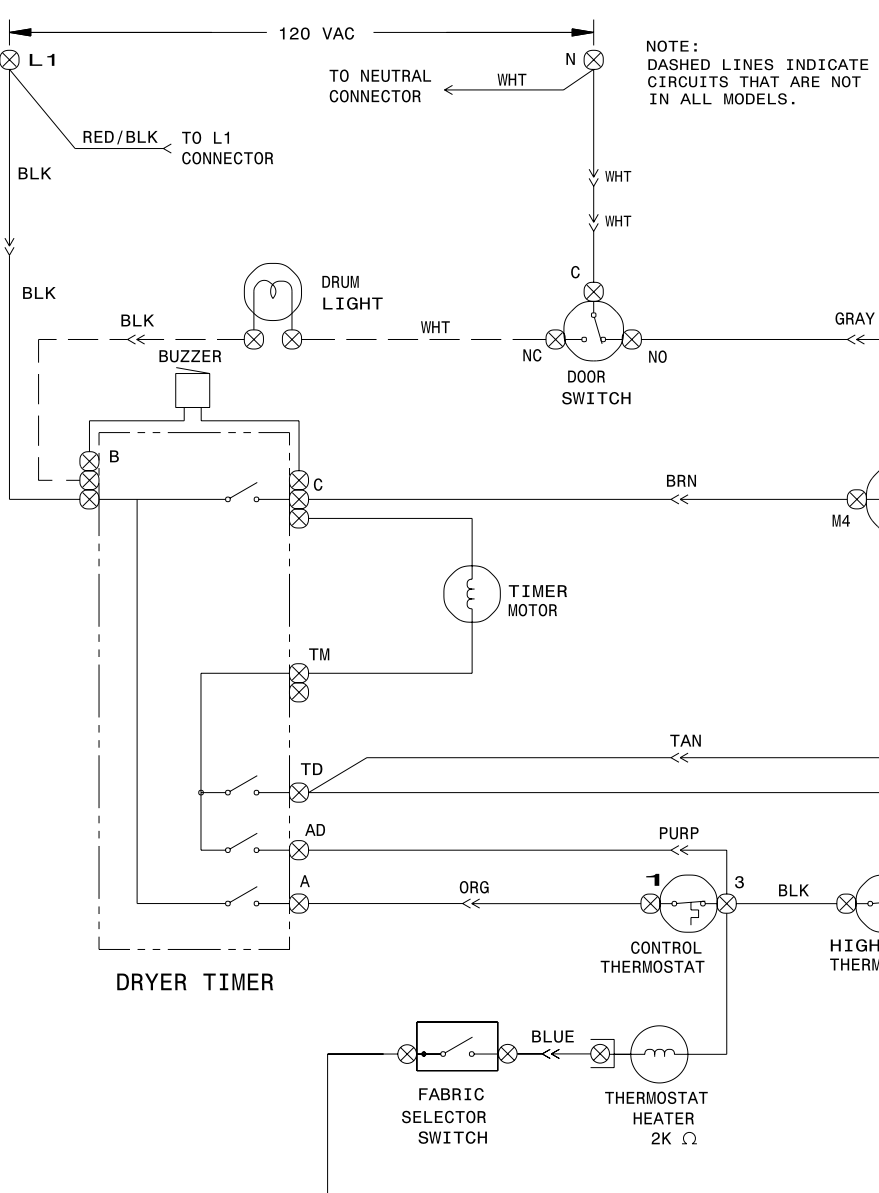 120 VAC
L1
N
NOTE:
DASHED LINES INDICATE
CIRCUITS THAT ARE NOT
IN ALL MODELS.
TO NEUTRAL
CONNECTOR
WHT
RED/BLK
TO L1
CONNECTOR
BLK
WHT
WHT
C
BLK
DRUM
LIGHT
BLK
WHT
GRAY
NC
NO
BUZZER
DOOR
SWITCH
B
C
BRN
M4
TIMER
MOTOR
TM
TAN
TD
AD
PURP
A
ORG
1
3
BLK
CONTROL
THERMOSTAT
HIGH
THERM
DRYER TIMER
BLUE
FABRIC
SELECTOR
SWITCH
THERMOSTAT
HEATER
2K Ω